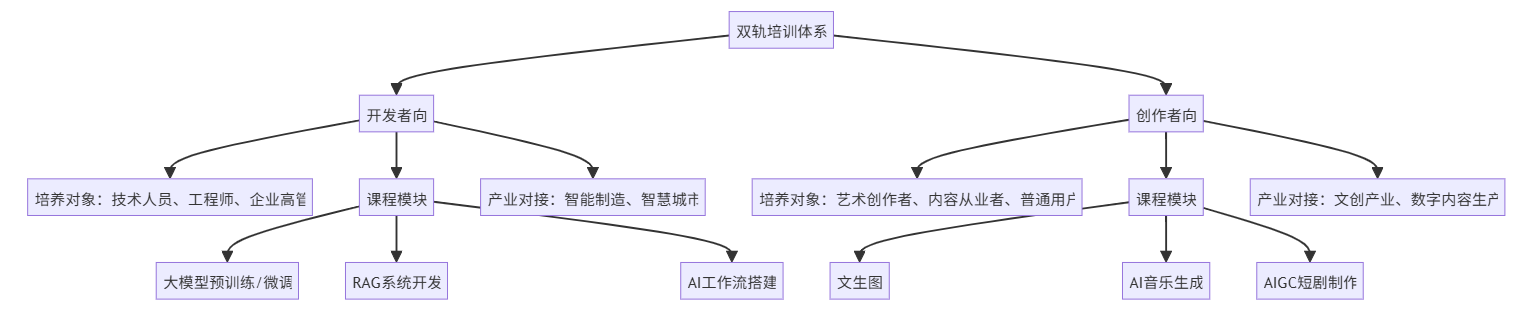 双轨培训体系
开发者向
创作者向
培养对象：技术人员、工程师、企业高管
课程模块
产业对接：智能制造、智慧城市
培养对象：艺术创作者、内容从业者、普通用户
课程模块
产业对接：文创产业、数字内容生产
大模型预训练/微调
RAG系统开发
AI工作流搭建
文生图
AI音乐生成
AIGC短剧制作